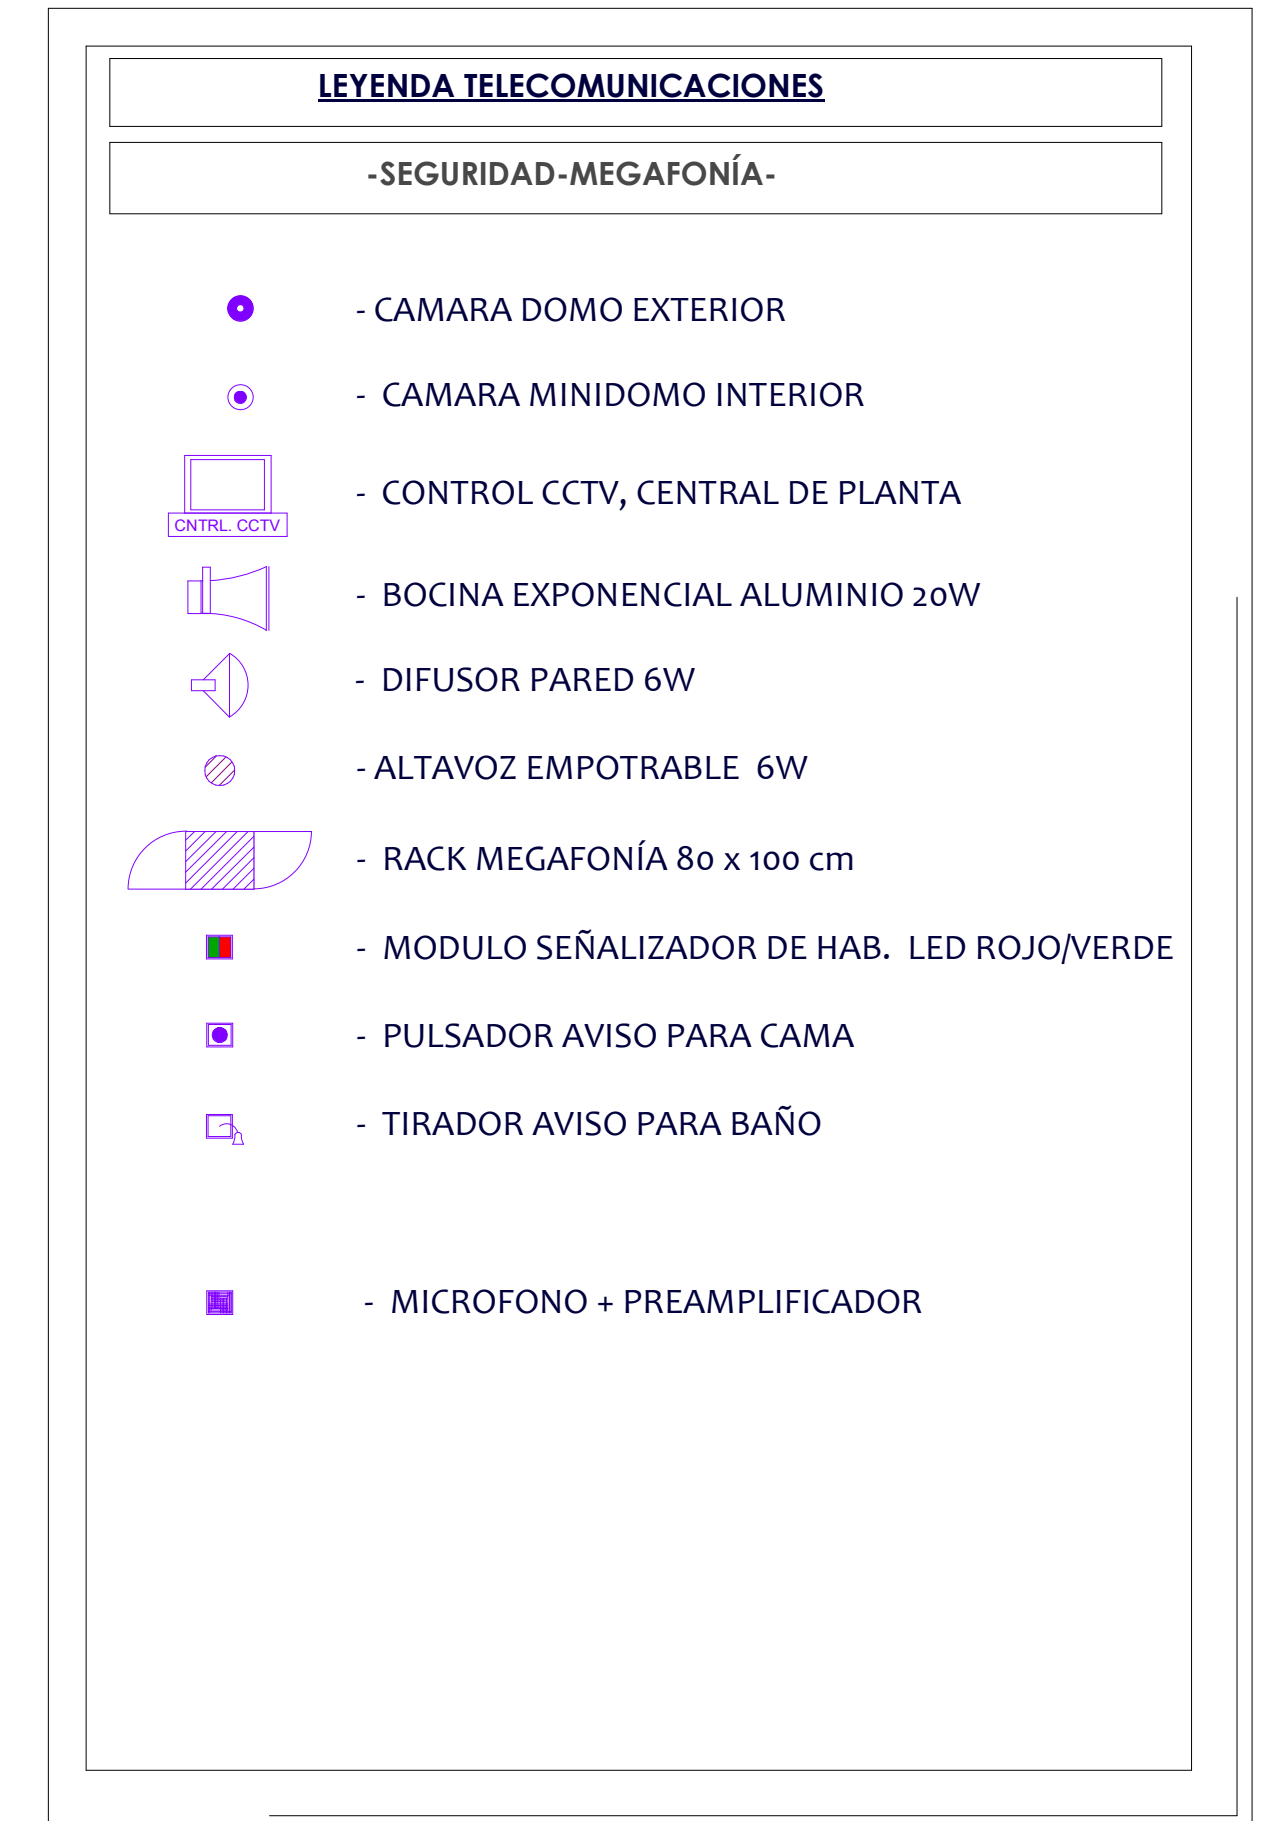 LEYENDA TELECOMUNICACIONES
-SEGURIDAD-MEGAFONÍA-
- CAMARA DOMO EXTERIOR
- CAMARA MINIDOMO INTERIOR
- CONTROL CCTV, CENTRAL DE PLANTA
CNTRL. CCTV
- BOCINA EXPONENCIAL ALUMINIO 20W
- DIFUSOR PARED 6W
- ALTAVOZ EMPOTRABLE 6W
- RACK MEGAFONÍA 80 x 100 cm
- MODULO SEÑALIZADOR DE HAB. LED ROJO/VERDE
- PULSADOR AVISO PARA CAMA
- TIRADOR AVISO PARA BAÑO
- MICROFONO + PREAMPLIFICADOR